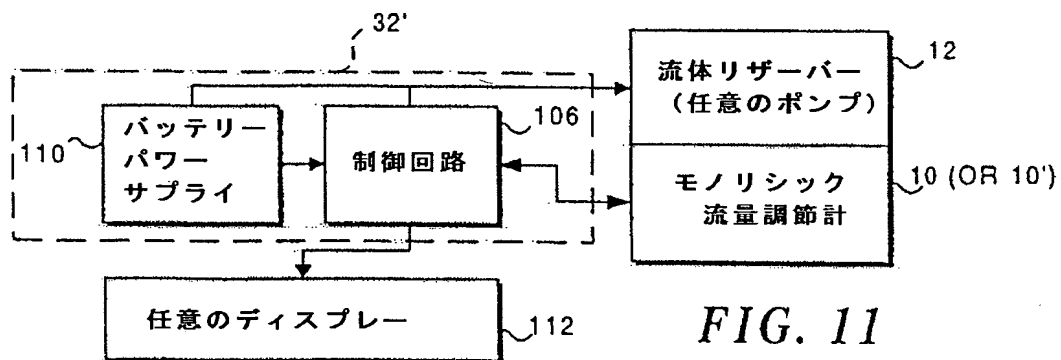 32'
12
流体リザーバー
(任意のポンプ)
バッテリー
パワー
サプライ
110
106
制御回路
モノリシック
流量調節計
10 (OR 10')
任意のディスプレー
112
FIG. 11